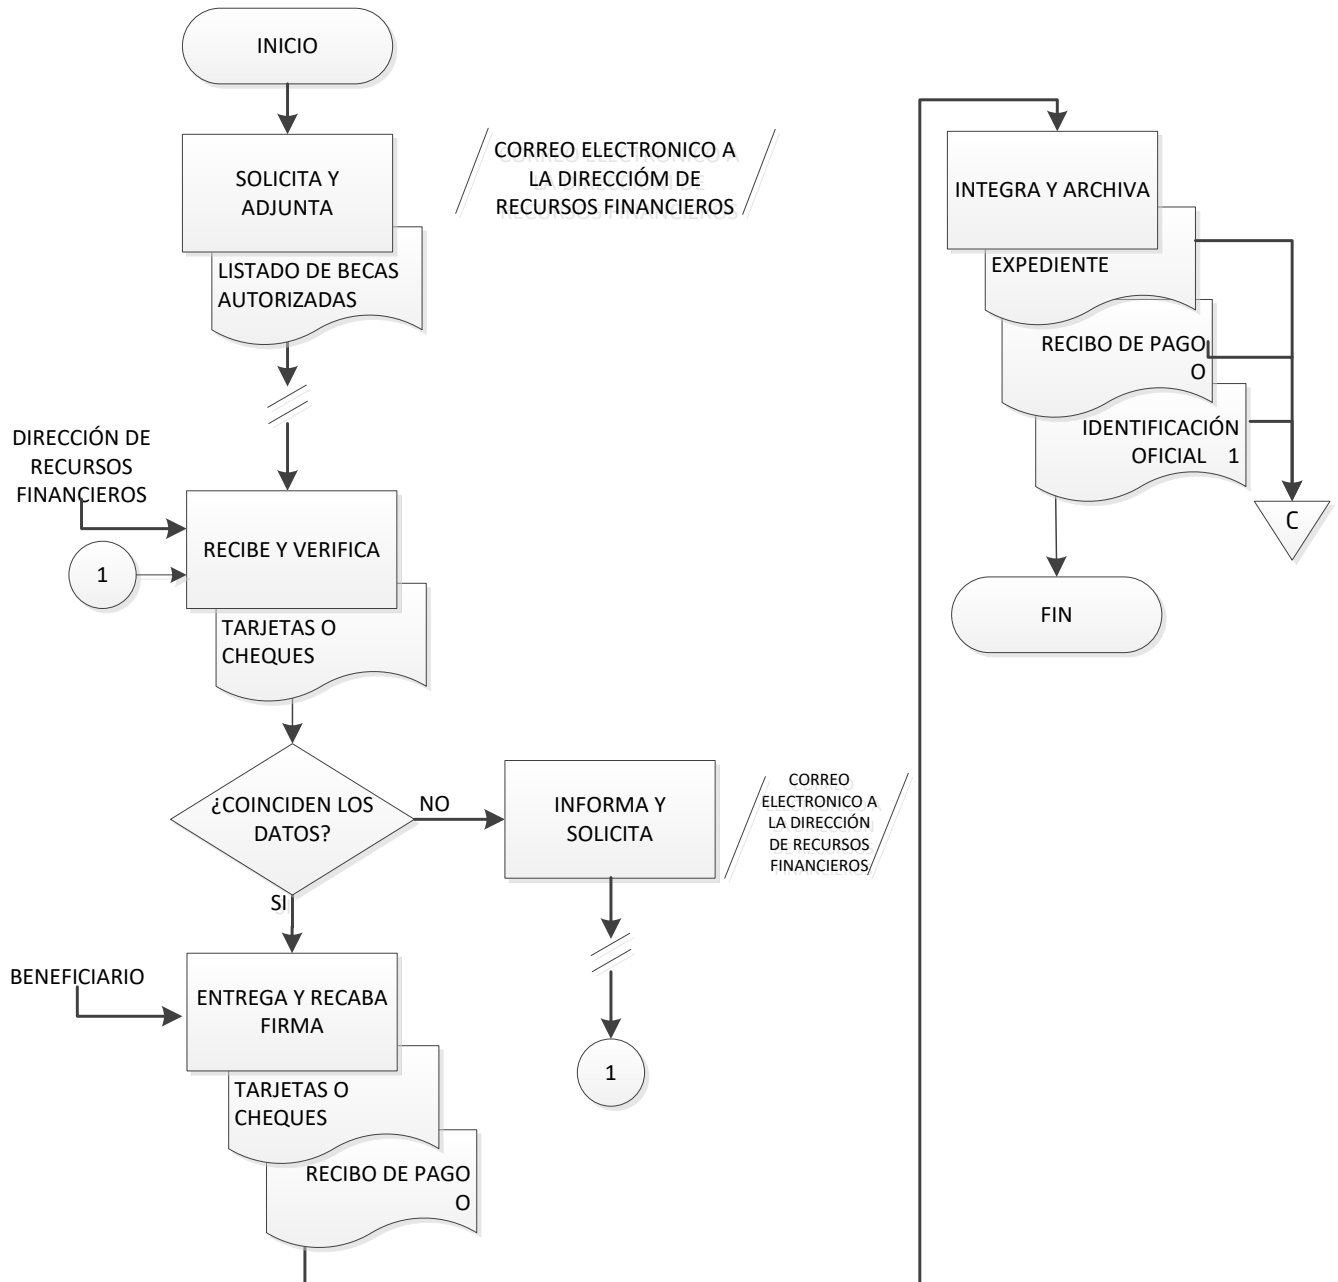 INICIO
SOLICITA Y
ADJUNTA
CORREO ELECTRONICO A
LA DIRECCIÓM DE
RECURSOS FINANCIEROS
LISTADO DE BECAS
AUTORIZADAS
DIRECCIÓN DE
RECURSOS
FINANCIEROS
RECIBE Y VERIFICA
1
TARJETAS O
CHEQUES
¿COINCIDEN LOS
DATOS?
NO
INFORMA Y
SOLICITA
CORREO
ELECTRONICO A
LA DIRECCIÓN
DE RECURSOS
FINANCIEROS
SI
BENEFICIARIO
ENTREGA Y RECABA
FIRMA
1
TARJETAS O
CHEQUES
RECIBO DE PAGO
O
INTEGRA Y ARCHIVA
EXPEDIENTE
RECIBO DE PAGO
O
IDENTIFICACIÓN
OFICIAL 1
C
FIN